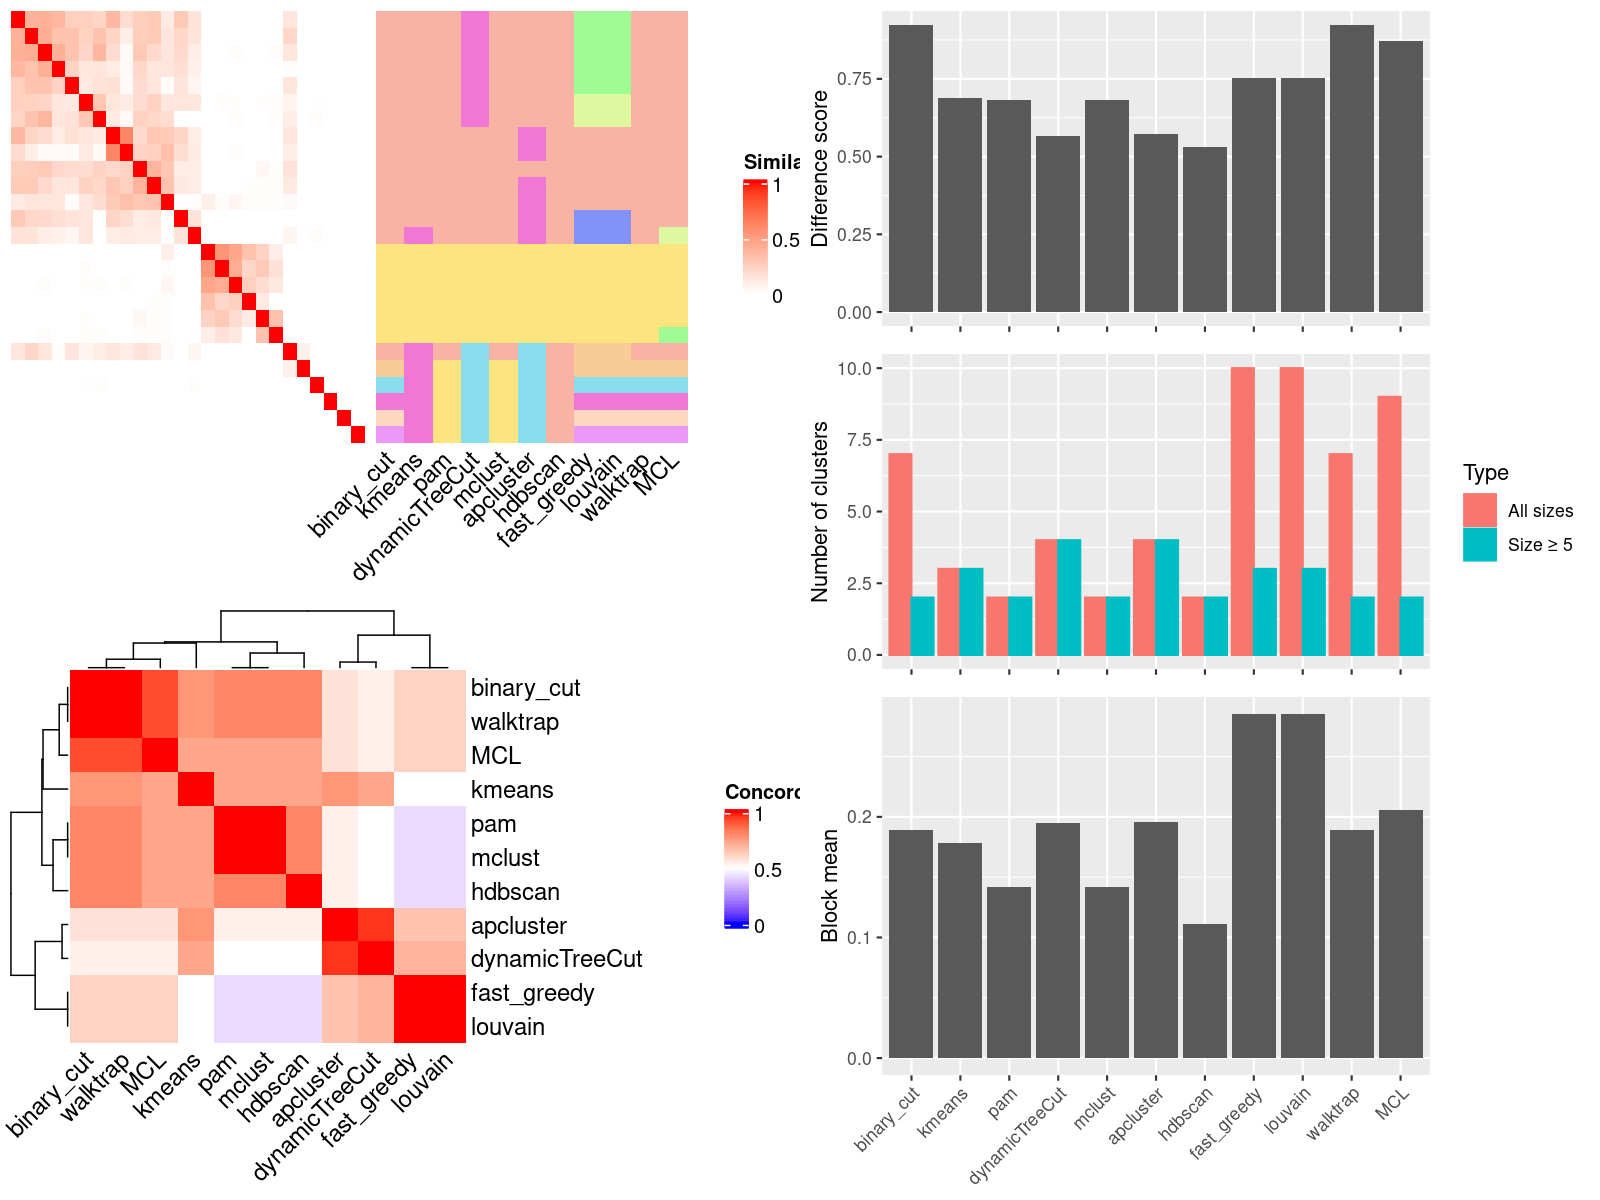 Simila
1
0.5
0
binary_cut
kmeans
pam
dynamicTreeCut
mclust
apcluster
hdbscan
fast_greedy
louvain
walktrap
MCL
binary_cut
walktrap
MCL
kmeans
pam
mclust
hdbscan
apcluster
dynamicTreeCut
fast_greedy
louvain
Concord
1
0.5
0
binary_cut
walktrap
MCL
kmeans
pam
mclust
hdbscan
apcluster
dynamicTreeCut
fast_greedy
louvain
Difference score
0.75
0.50
0.25
0.00
Number of clusters
10.0
7.5
5.0
2.5
0.0
Type
All sizes
Size ≥ 5
Block mean
0.2
0.1
0.0
binary_cut
kmeans
pam
dynamicTreeCut
mclust
apcluster
hdbscan
fast_greedy
louvain
walktrap
MCL